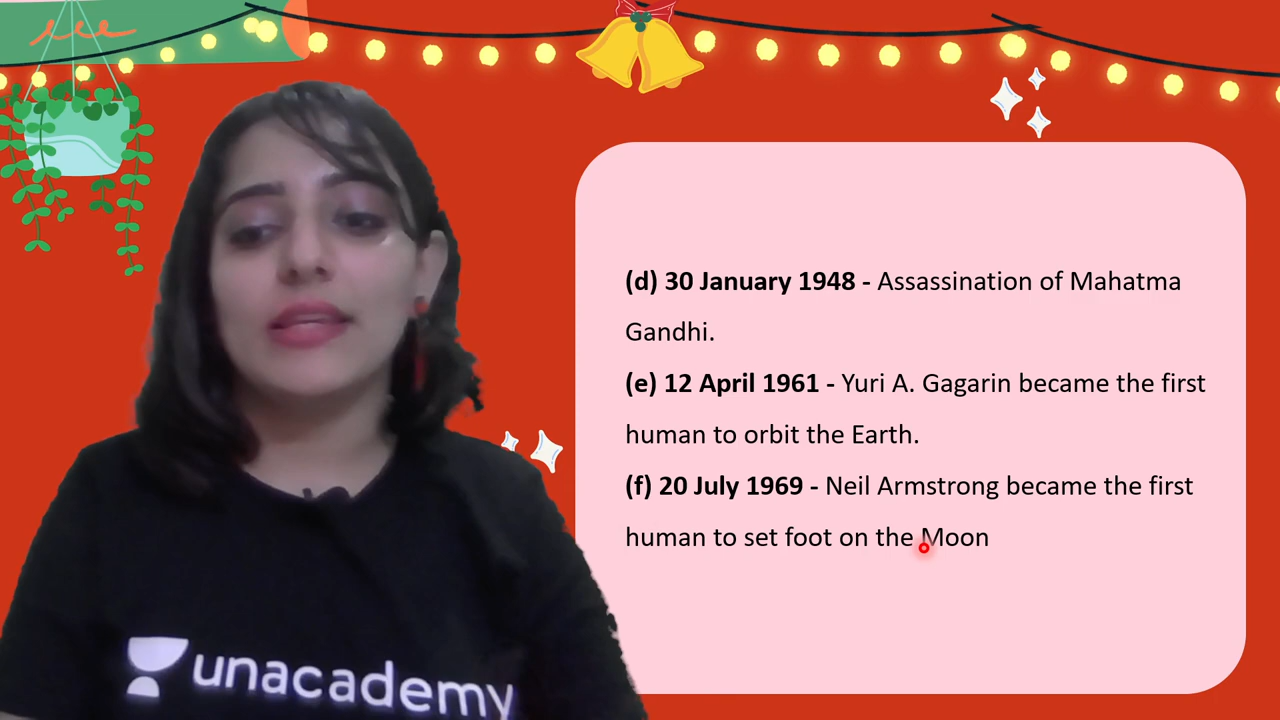 (d) 30 January 1948 - Assassination of Mahatma
Gandhi.
(e) 12 April 1961 - Yuri A. Gagarin became the first
human to orbit the Earth.
(f) 20 July 1969 - Neil Armstrong became the first
human to set foot on the Moon
unacademy